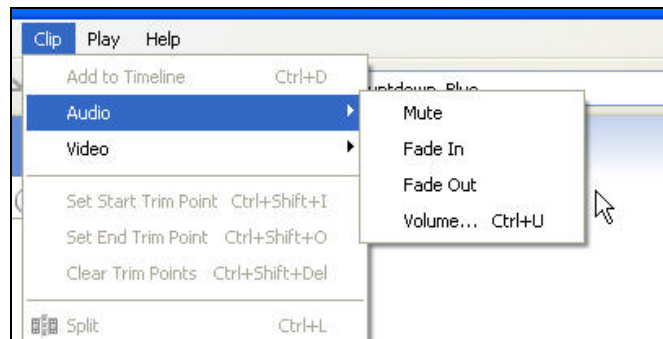 Clip Play Help
Add to Timeline Ctrl+D
Audio
Video
Set Start Trim Point Ctrl+Shift+I
Set End Trim Point Ctrl+Shift+O
Clear Trim Points Ctrl+Shift+Del
Split Ctrl+L
Mute
Fade In
Fade Out
Volume... Ctrl+U